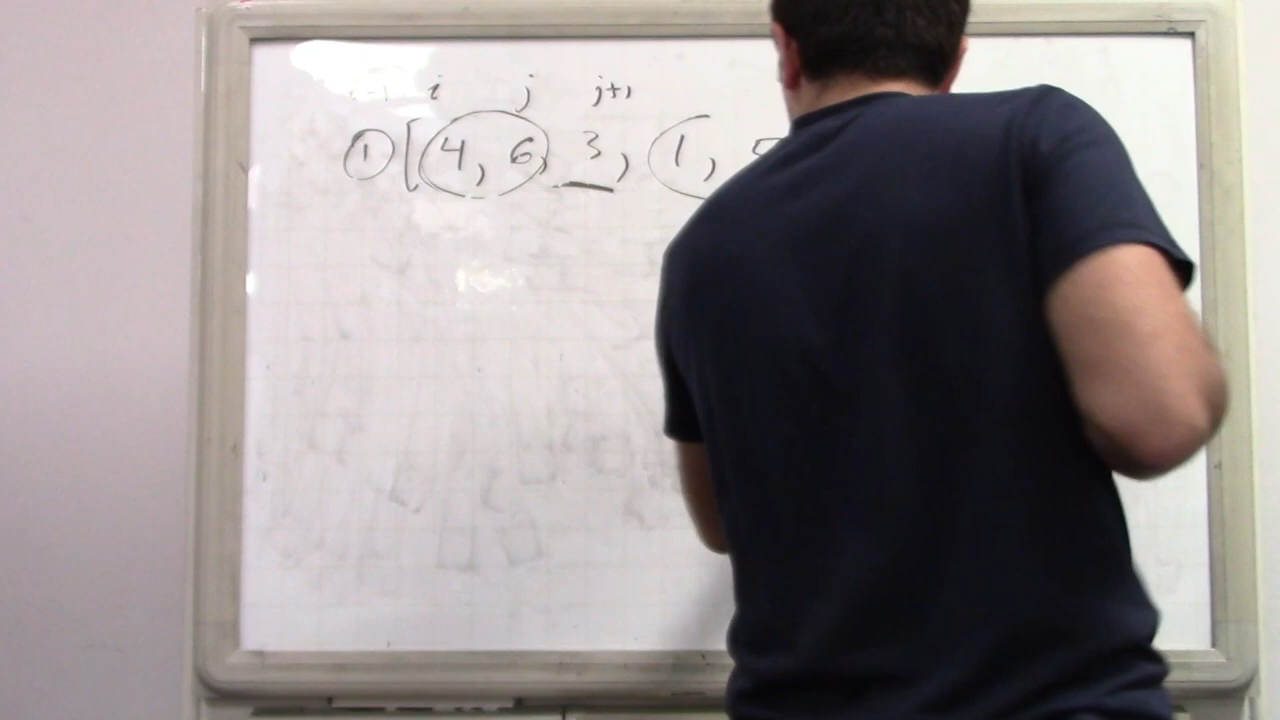 i j j+1
① [4, 6, 3, 1,